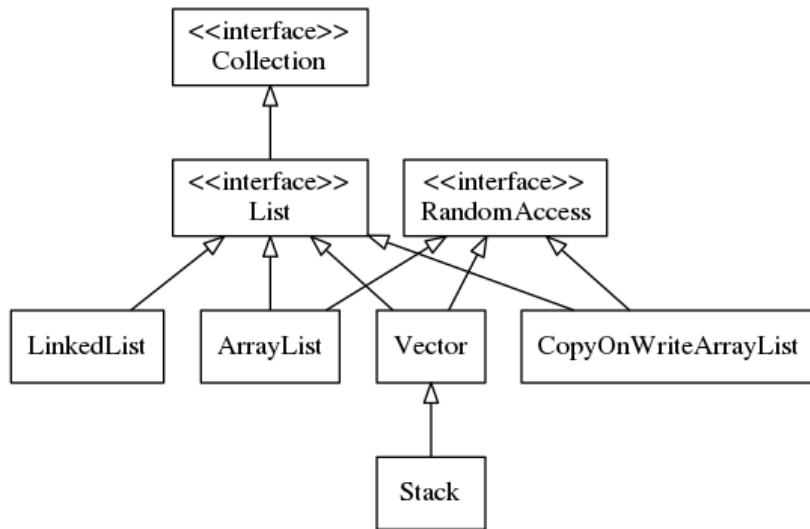 <<interface>>
Collection
<<interface>>
List
<<interface>>
RandomAccess
LinkedList
ArrayList
Vector
CopyOnWriteArrayList
Stack